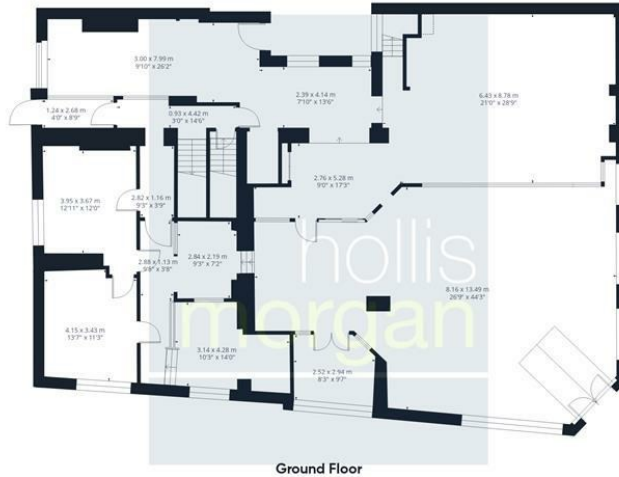 3.00 x 7.99 m
9'10" x 26'2"
1.24 x 2.68 m
4'0" x 8'9"
0.93 x 4.42 m
3'0" x 14'6"
2.39 x 4.14 m
7'10" x 13'6"
6.43 x 8.78 m
21'0" x 28'9"
2.76 x 5.28 m
9'0" x 17'3"
3.95 x 3.67 m
12'11" x 12'0"
2.82 x 1.16 m
9'3" x 3'9"
2.88 x 1.13 m
9'8" x 3'8"
2.84 x 2.19 m
9'3" x 7'2"
hollis
morgan
8.16 x 13.49 m
26'9" x 44'3"
4.15 x 3.43 m
13'7" x 11'3"
3.14 x 4.28 m
10'3" x 14'0"
2.52 x 2.94 m
8'3" x 9'7"
Ground Floor